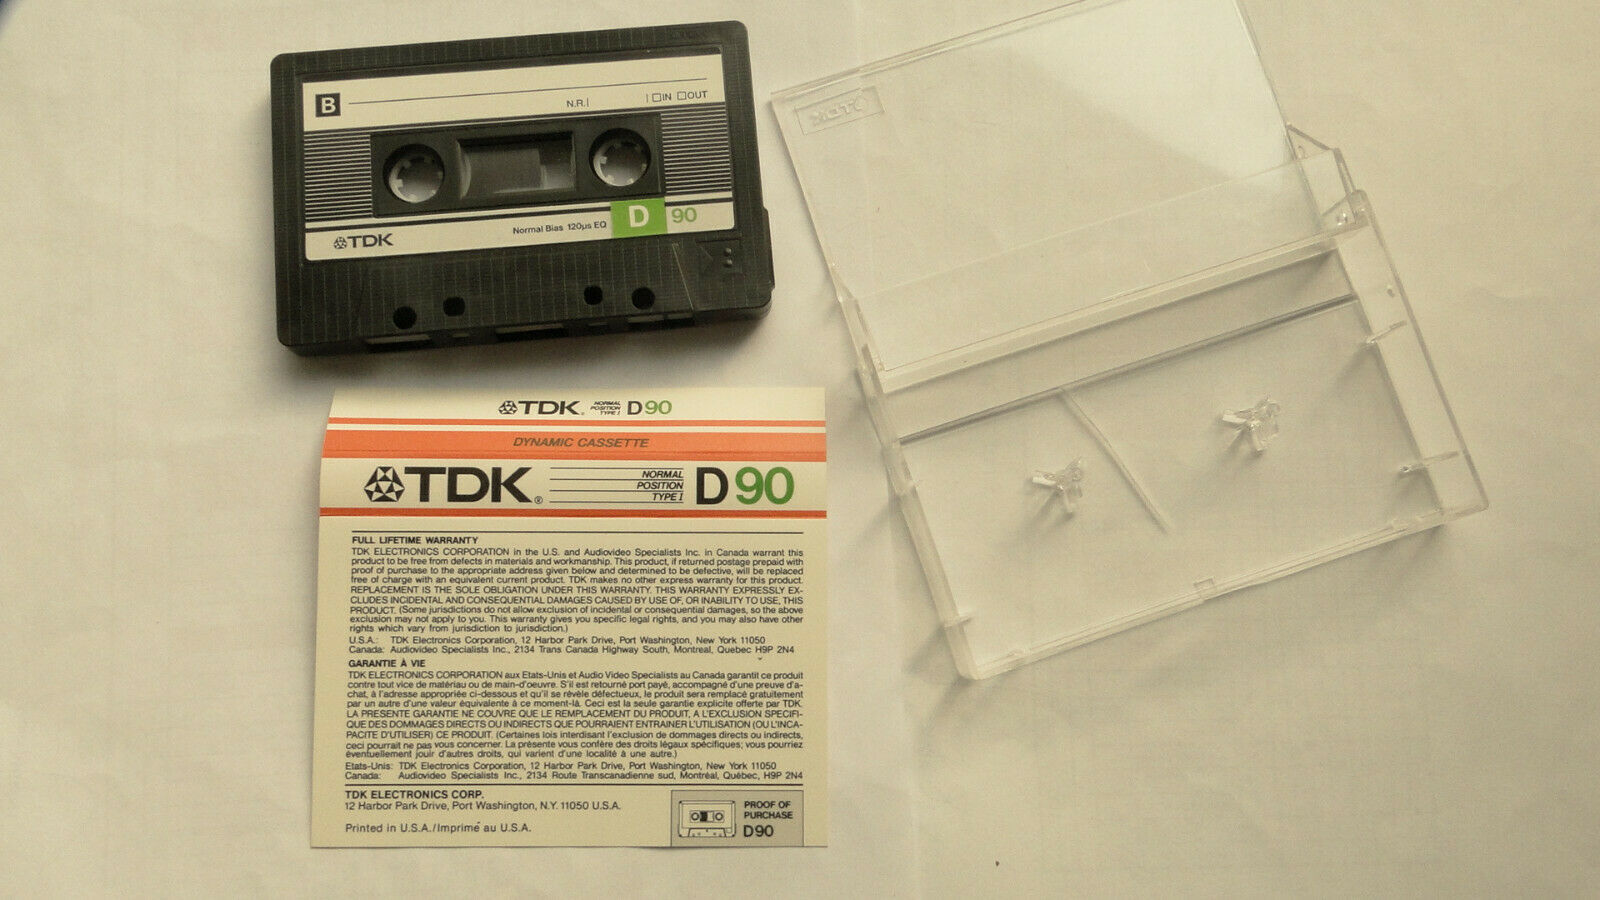 B
N.R.
IN OUT
TDK
Normal Bias 120µs EQ
D 90
TDK
TDK® NORMAL POSITION TYPE I D90
DYNAMIC CASSETTE
TDK®
NORMAL
POSITION
TYPE I
D90
FULL LIFETIME WARRANTY
TDK ELECTRONICS CORPORATION in the U.S. and Audiovideo Specialists Inc. in Canada warrant this
product to be free from defects in materials and workmanship. This product, if returned postage prepaid with
proof of purchase to the appropriate address given below and determined to be defective, will be replaced
free of charge with an equivalent current product. TDK makes no other express warranty for this product.
REPLACEMENT IS THE SOLE OBLIGATION UNDER THIS WARRANTY. THIS WARRANTY EXPRESSLY EX-
CLUDES INCIDENTAL AND CONSEQUENTIAL DAMAGES CAUSED BY USE OF, OR INABILITY TO USE, THIS
PRODUCT. (Some jurisdictions do not allow exclusion of incidental or consequential damages, so the above
exclusion may not apply to you. This warranty gives you specific legal rights, and you may also have other
rights which vary from jurisdiction to jurisdiction.)
U.S.A.: TDK Electronics Corporation, 12 Harbor Park Drive, Port Washington, New York 11050
Canada: Audiovideo Specialists Inc., 2134 Trans Canada Highway South, Montreal, Quebec H9P 2N4
GARANTIE À VIE
TDK ELECTRONICS CORPORATION aux Etats-Unis et Audio Video Specialists au Canada garantit ce produit
contre tout vice de matériau ou de main-d'oeuvre. S'il est retourné port payé, accompagné d'une preuve d'a-
chat, à l'adresse appropriée ci-dessous et qu'il se révèle défectueux, le produit sera remplacé gratuitement
par un autre d'une valeur équivalente à ce moment-là. Ceci est la seule garantie explicite offerte par TDK.
LA PRESENTE GARANTIE NE COUVRE QUE LE REMPLACEMENT DU PRODUIT, A L'EXCLUSION SPECIFI-
QUE DES DOMMAGES DIRECTS OU INDIRECTS QUE POURRAIENT ENTRAINER L'UTILISATION (OU L'INCA-
PACITE D'UTILISER) CE PRODUIT. (Certaines lois interdisant l'exclusion de dommages directs ou indirects,
ceci pourrait ne pas vous concerner. La présente vous confère des droits légaux spécifiques; vous pourriez
éventuellement jouir d'autres droits, qui varient d'une localité à une autre.)
Etats-Unis: TDK Electronics Corporation, 12 Harbor Park Drive, Port Washington, New York 11050
Canada: Audiovideo Specialists Inc., 2134 Route Transcanadienne sud, Montréal, Québec, H9P 2N4
TDK ELECTRONICS CORP.
12 Harbor Park Drive, Port Washington, N.Y. 11050 U.S.A.
Printed in U.S.A./Imprimé au U.S.A.
PROOF OF
PURCHASE
D90